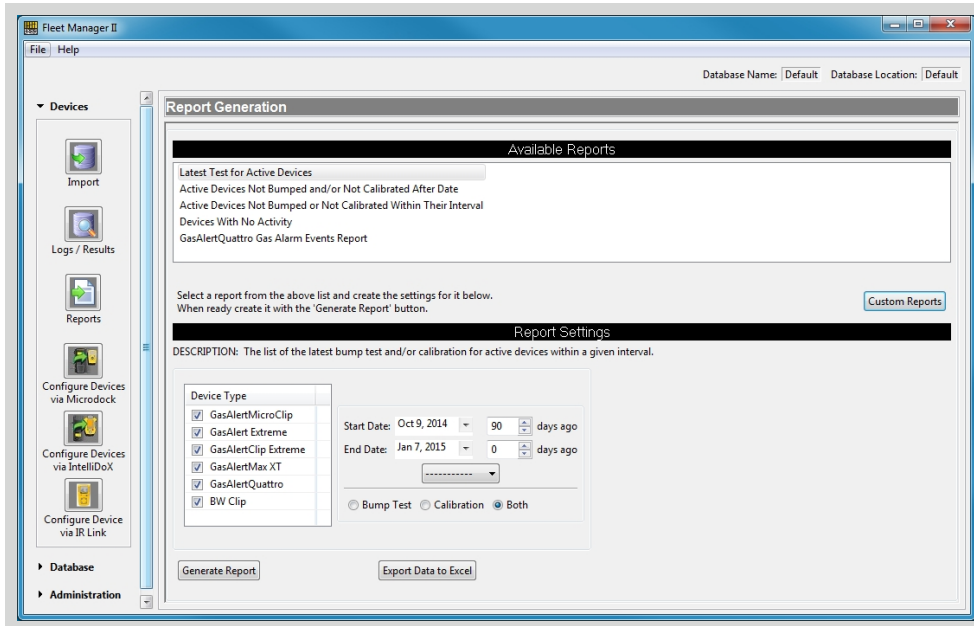 Fleet Manager II
File Help
Database Name: Default Database Location: Default
Devices
Import
Logs / Results
Reports
Configure Devices
via Microdock
Configure Devices
via IntelliDoX
Configure Device
via IR Link
Database
Administration
Report Generation
Available Reports
Latest Test for Active Devices
Active Devices Not Bumped and/or Not Calibrated After Date
Active Devices Not Bumped or Not Calibrated Within Their Interval
Devices With No Activity
GasAlertQuattro Gas Alarm Events Report
Select a report from the above list and create the settings for it below.
When ready create it with the 'Generate Report' button.
Custom Reports
Report Settings
DESCRIPTION: The list of the latest bump test and/or calibration for active devices within a given interval.
Device Type
GasAlertMicroClip
GasAlert Extreme
GasAlertClip Extreme
GasAlertMax XT
GasAlertQuattro
BW Clip
Start Date: Oct 9, 2014 90 days ago
End Date: Jan 7, 2015 0 days ago
-----------
Bump Test Calibration Both
Generate Report Export Data to Excel